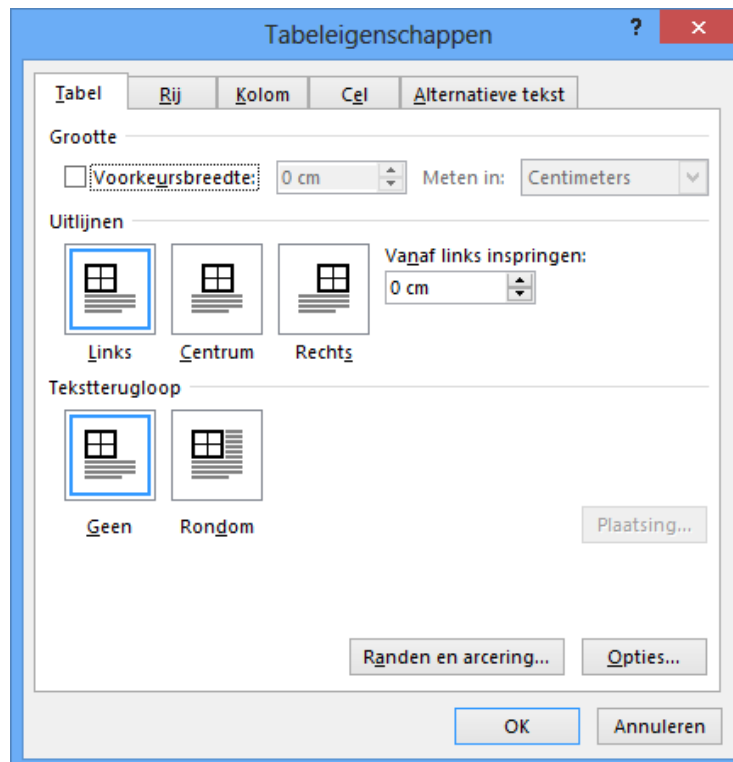 Tabeleigenschappen ?
Tabel Rij Kolom Cel Alternatieve tekst
Grootte
Voorkeursbreedte: 0 cm Meten in: Centimeters
Uitlijnen
Vanaf links inspringen:
0 cm
Links Centrum Rechts
Tekstterugloop
Geen Rondom
Plaatsing...
Randen en arcering... Opties...
OK Annuleren